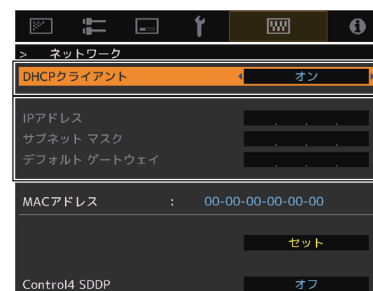 > ネットワーク
DHCPクライアント オン
IPアドレス . . .
サブネット マスク . . .
デフォルト ゲートウェイ . . .
MACアドレス : 00-00-00-00-00-00
セット
Control4 SDDP オフ